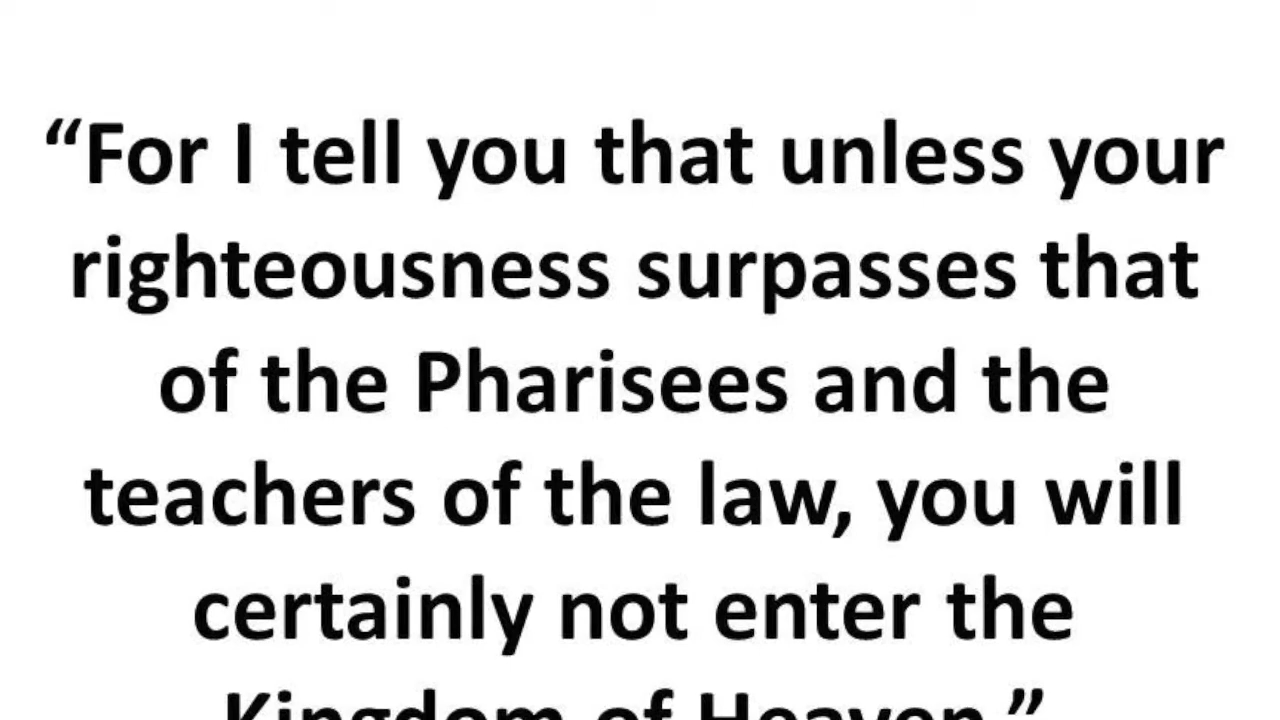 “For I tell you that unless your
righteousness surpasses that
of the Pharisees and the
teachers of the law, you will
certainly not enter the
Kingdom of Heaven.”